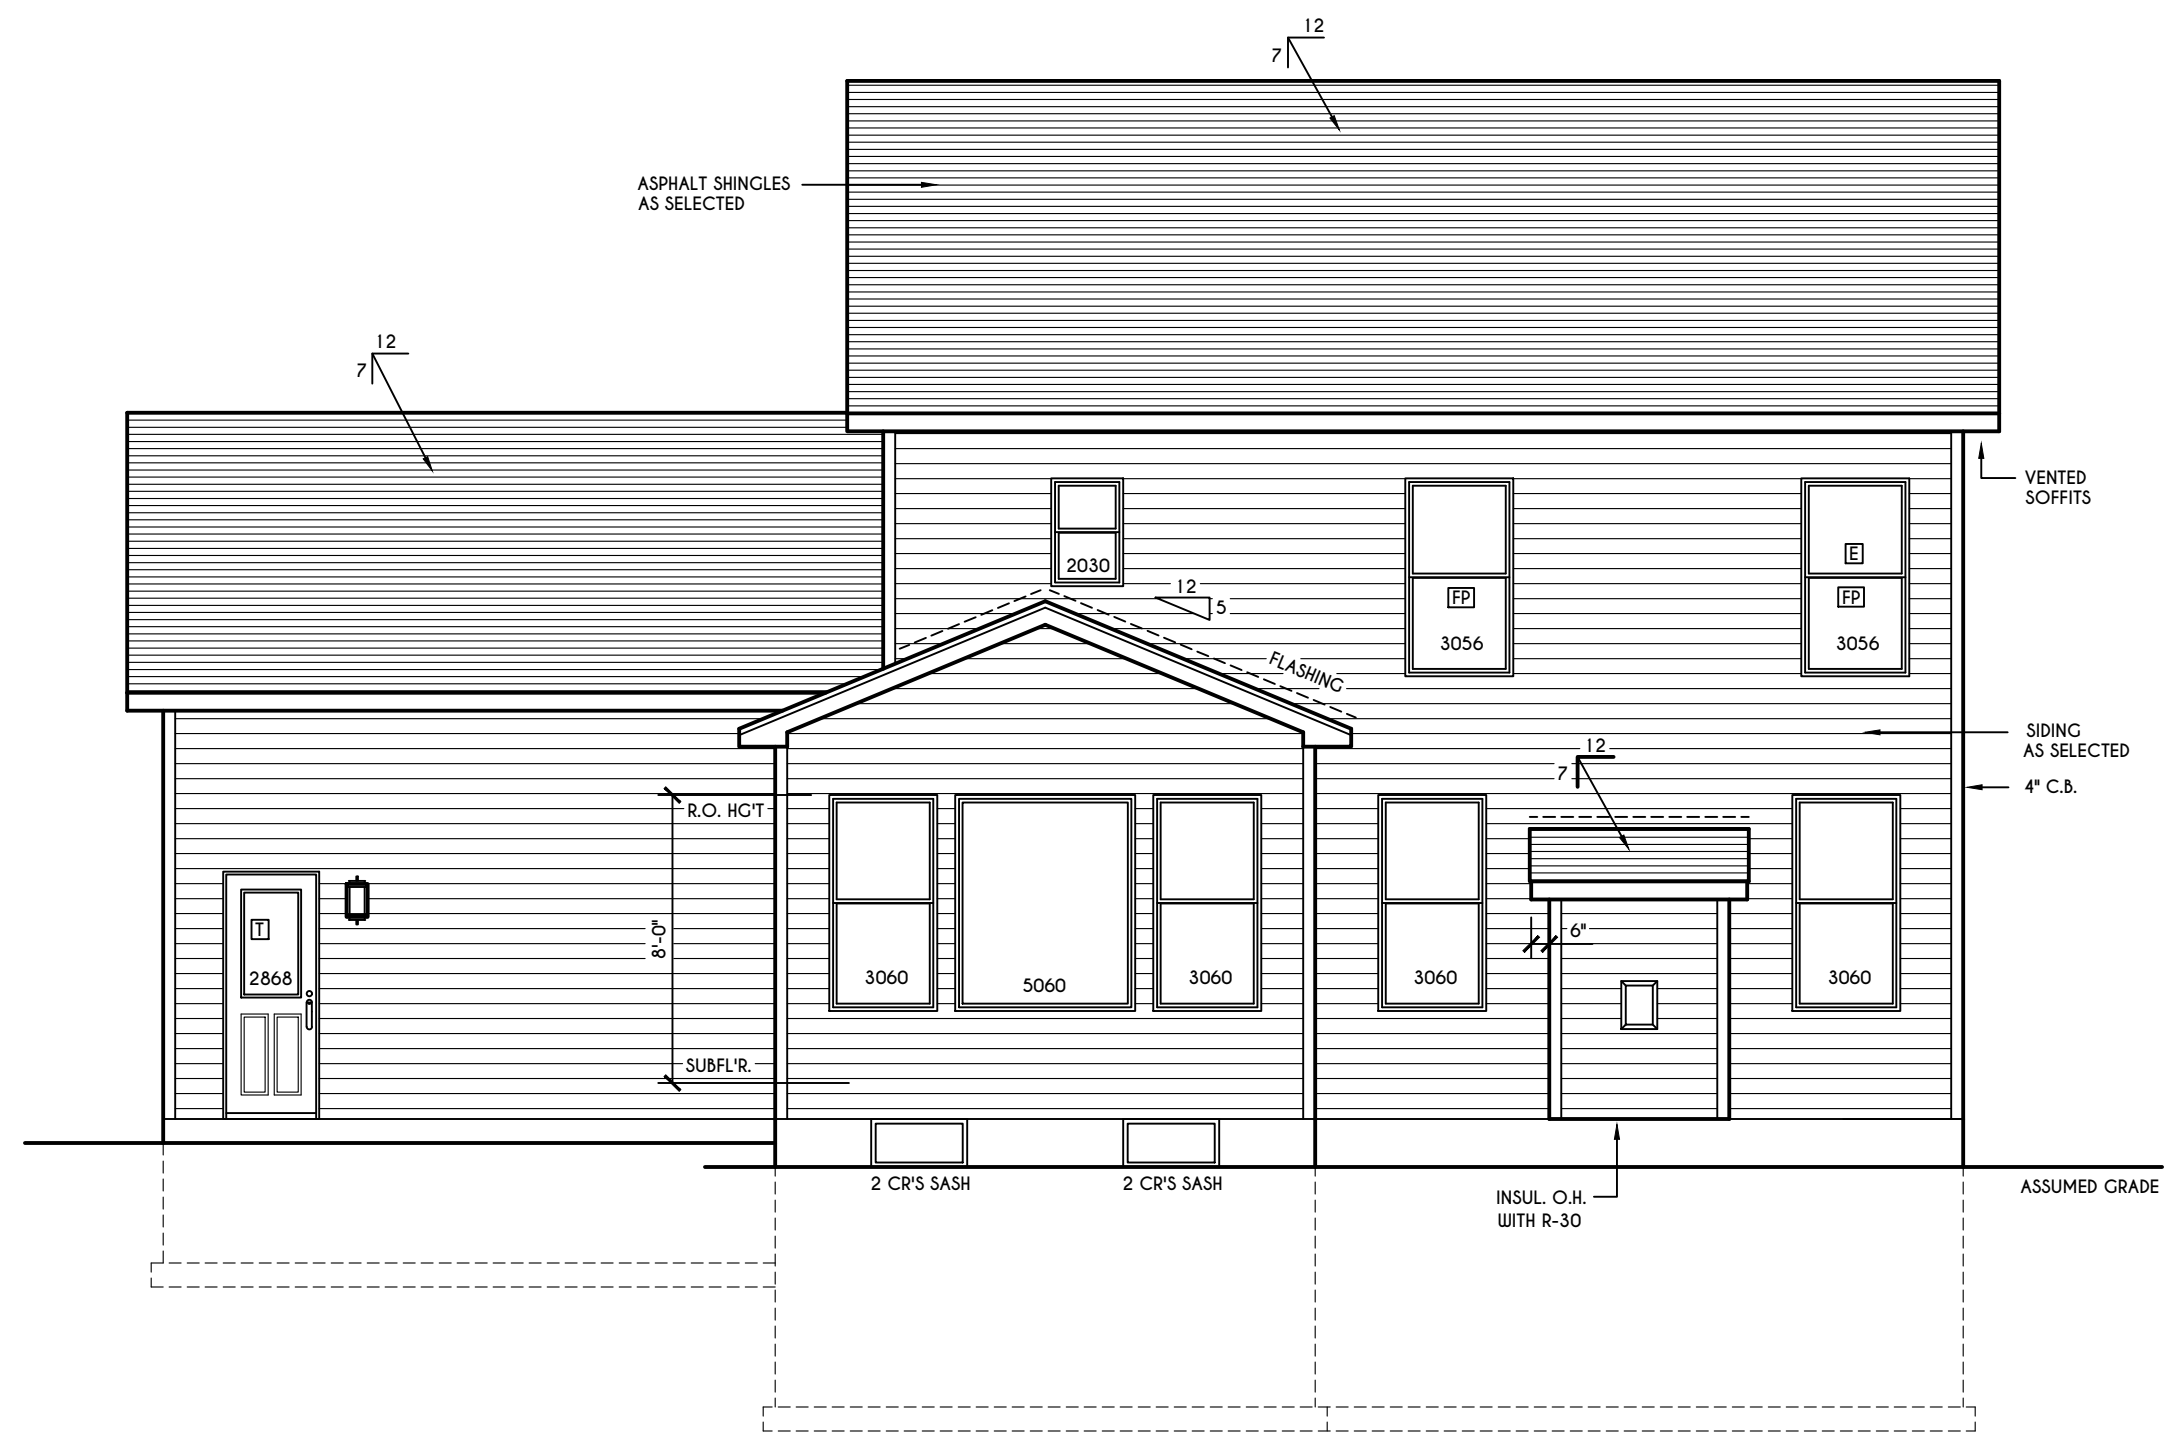 12
7
ASPHALT SHINGLES
AS SELECTED
12
7
VENTED
SOFFITS
E
2030
12
5
FP
FP
3056
3056
FLASHING
SIDING
AS SELECTED
12
7
4" C.B.
R.O. HG'T
8'-0"
T
6"
2868
3060
5060
3060
3060
3060
SUBFL'R.
2 CR'S SASH
2 CR'S SASH
ASSUMED GRADE
INSUL. O.H.
WITH R-30